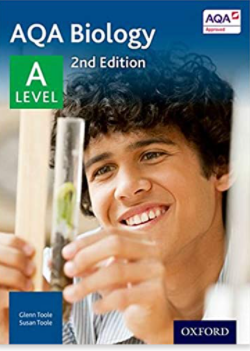 AQA Biology
AQA
Approved
A
LEVEL
2nd Edition
Glenn Toole
Susan Toole
OXFORD